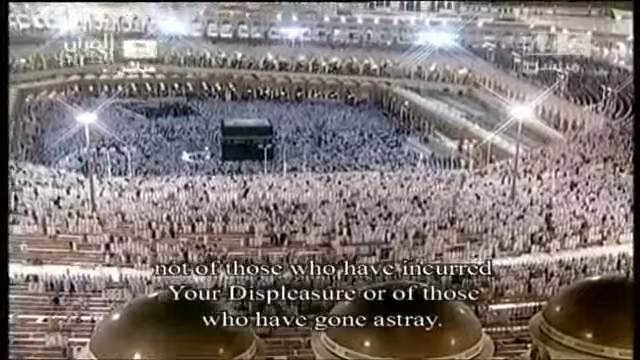 not of those who have incurred
Your Displeasure or of those
who have gone astray.